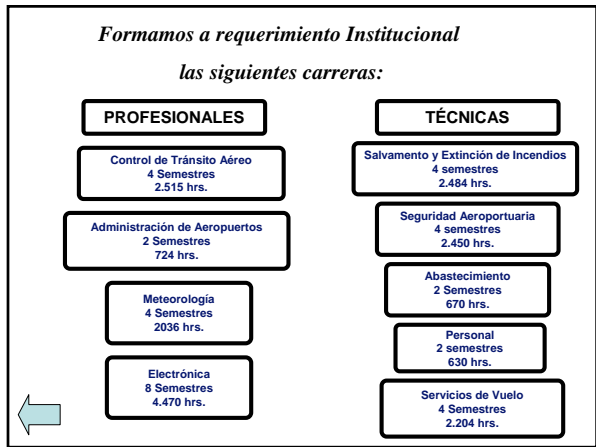 Formamos a requerimiento Institucional
las siguientes carreras:
PROFESIONALES
Control de Tránsito Aéreo
4 Semestres
2.515 hrs.
Administración de Aeropuertos
2 Semestres
724 hrs.
Meteorología
4 Semestres
2036 hrs.
Electrónica
8 Semestres
4.470 hrs.
TÉCNICAS
Salvamento y Extinción de Incendios
4 semestres
2.484 hrs.
Seguridad Aeroportuaria
4 semestres
2.450 hrs.
Abastecimiento
2 Semestres
670 hrs.
Personal
2 semestres
630 hrs.
Servicios de Vuelo
4 Semestres
2.204 hrs.